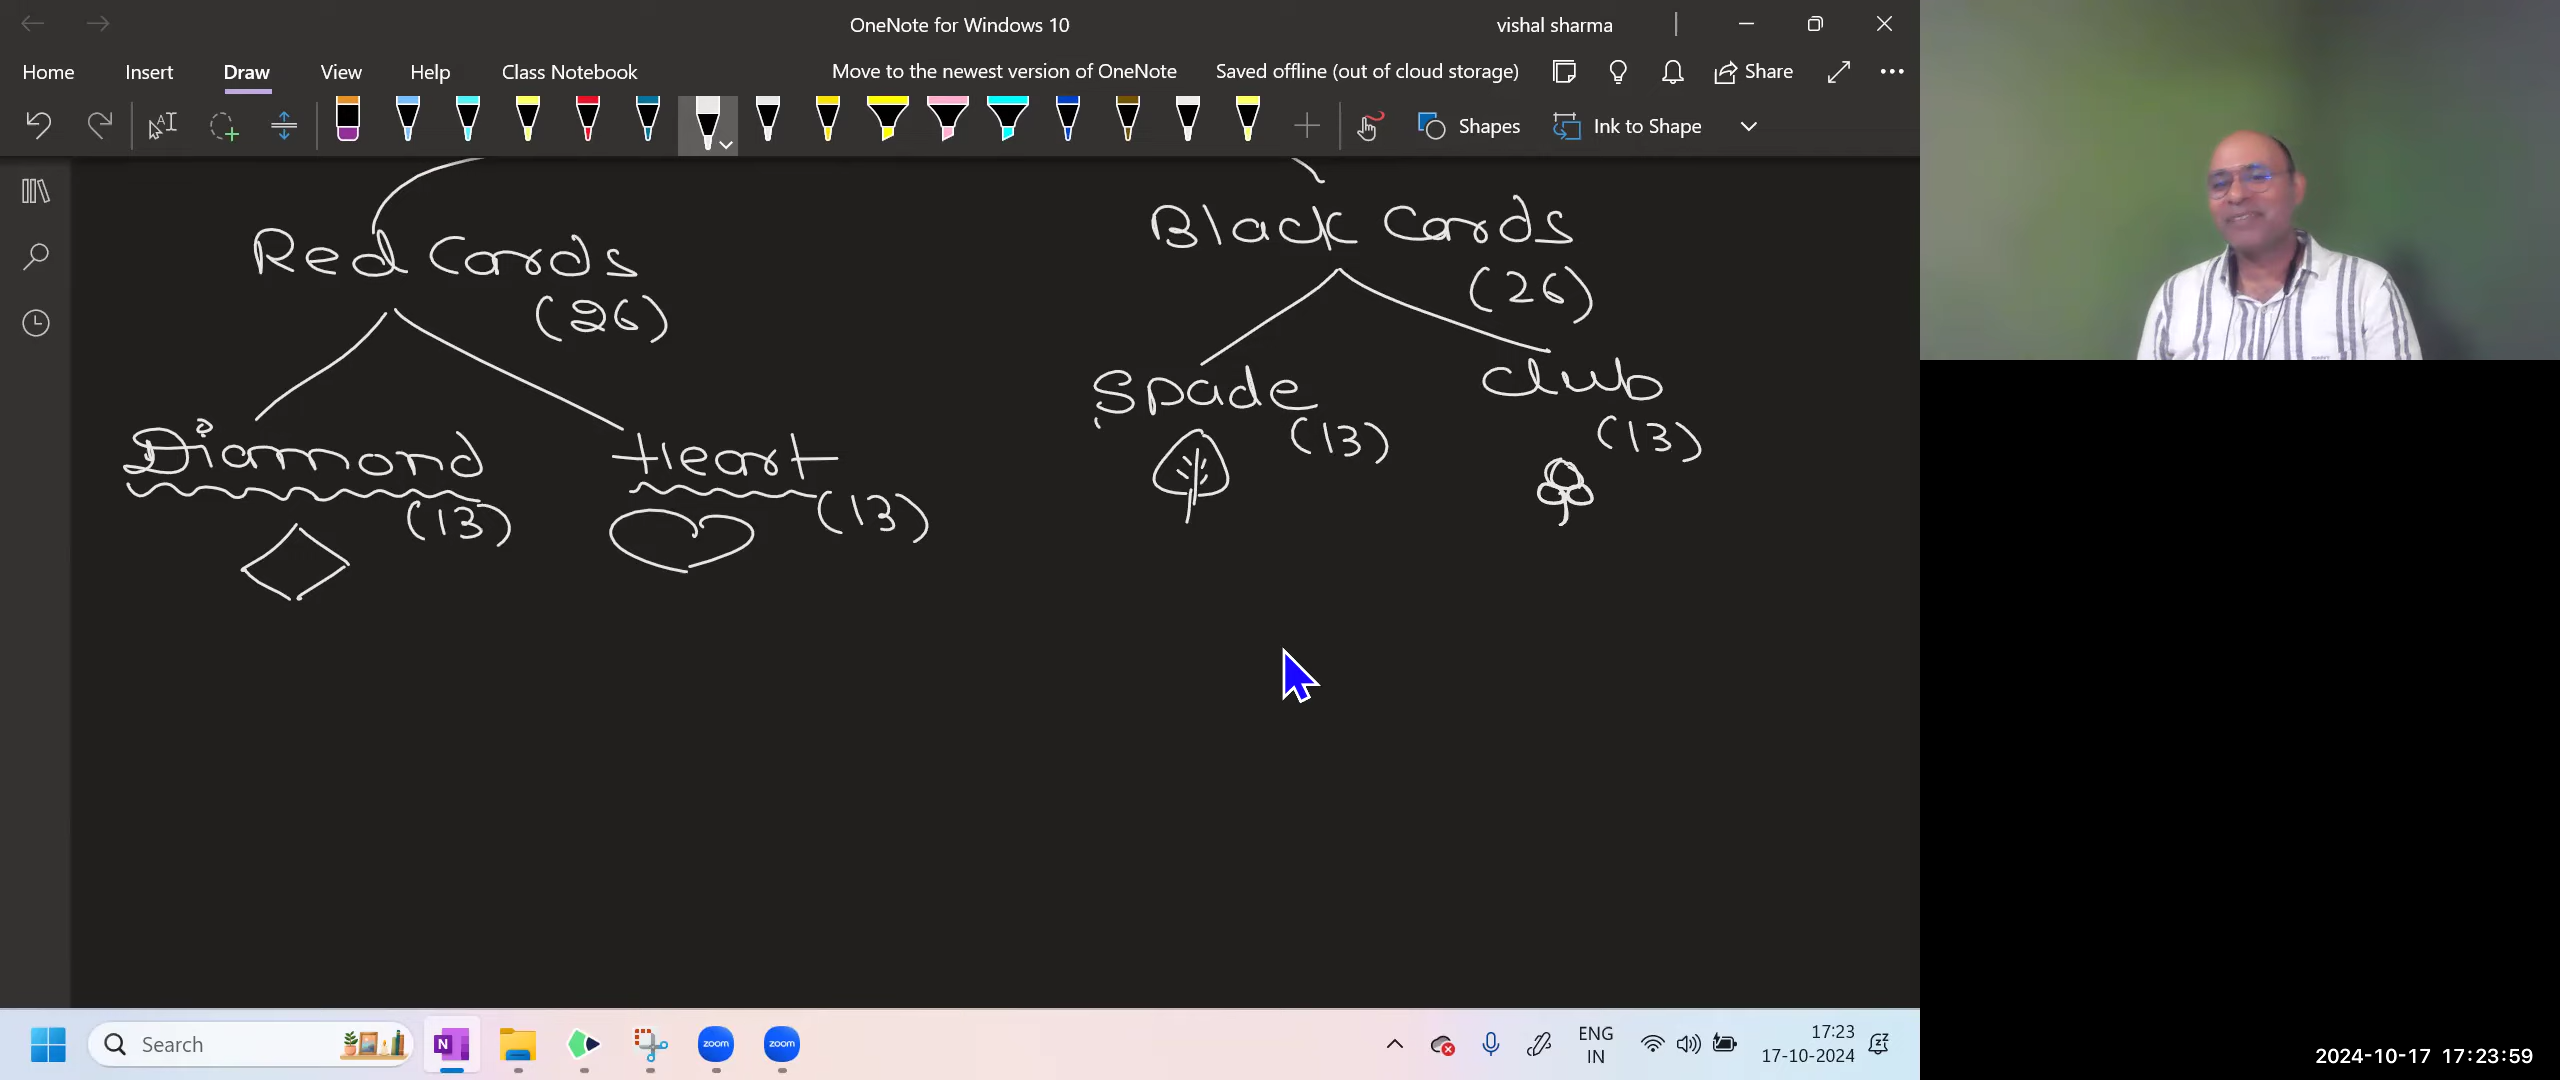 OneNote for Windows 10
vishal sharma
Home Insert Draw View Help Class Notebook
Move to the newest version of OneNote Saved offline (out of cloud storage) Share
Shapes Ink to Shape
Red Cards
(26)
Black Cards
(26)
Diamond
(13)
Heart
(13)
Spade
(13)
Club
(13)
Search
N
zoom
zoom
ENG
IN
17:23
17-10-2024
2024-10-17 17:23:59